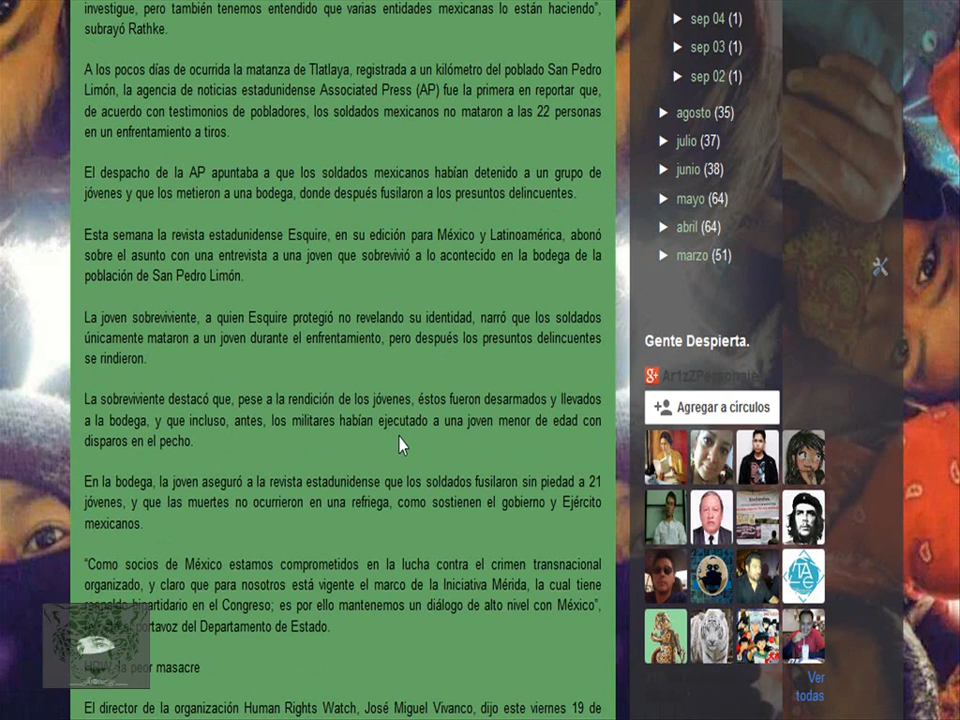 investigue, pero también tenemos entendido que varias entidades mexicanas lo están haciendo”,
subrayó Rathke.
A los pocos días de ocurrida la matanza de Tlatlaya, registrada a un kilómetro del poblado San Pedro
Limón, la agencia de noticias estadunidense Associated Press (AP) fue la primera en reportar que,
de acuerdo con testimonios de pobladores, los soldados mexicanos no mataron a las 22 personas
en un enfrentamiento a tiros.
El despacho de la AP apuntaba a que los soldados mexicanos habían detenido a un grupo de
jóvenes y que los metieron a una bodega, donde después fusilaron a los presuntos delincuentes.
Esta semana la revista estadunidense Esquire, en su edición para México y Latinoamérica, abonó
sobre el asunto con una entrevista a una joven que sobrevivió a lo acontecido en la bodega de la
población de San Pedro Limón.
La joven sobreviviente, a quien Esquire protegió no revelando su identidad, narró que los soldados
únicamente mataron a un joven durante el enfrentamiento, pero después los presuntos delincuentes
se rindieron.
La sobreviviente destacó que, pese a la rendición de los jóvenes, éstos fueron desarmados y llevados
a la bodega, y que incluso, antes, los militares habían ejecutado a una joven menor de edad con
disparos en el pecho.
En la bodega, la joven aseguró a la revista estadunidense que los soldados fusilaron sin piedad a 21
jóvenes, y que las muertes no ocurrieron en una refriega, como sostienen el gobierno y Ejército
mexicanos.
“Como socios de México estamos comprometidos en la lucha contra el crimen transnacional
organizado, y claro que para nosotros está vigente el marco de la Iniciativa Mérida, la cual tiene
respaldo bipartidario en el Congreso; es por ello mantenemos un diálogo de alto nivel con México”,
portavoz del Departamento de Estado.
HRW: la peor masacre
El director de la organización Human Rights Watch, José Miguel Vivanco, dijo este viernes 19 de
► sep 04 (1)
► sep 03 (1)
► sep 02 (1)
► agosto (35)
► julio (37)
► junio (38)
► mayo (64)
► abril (64)
► marzo (51)
Gente Despierta.
Ar1zZPersonaje
Agregar a círculos
Ver
todas